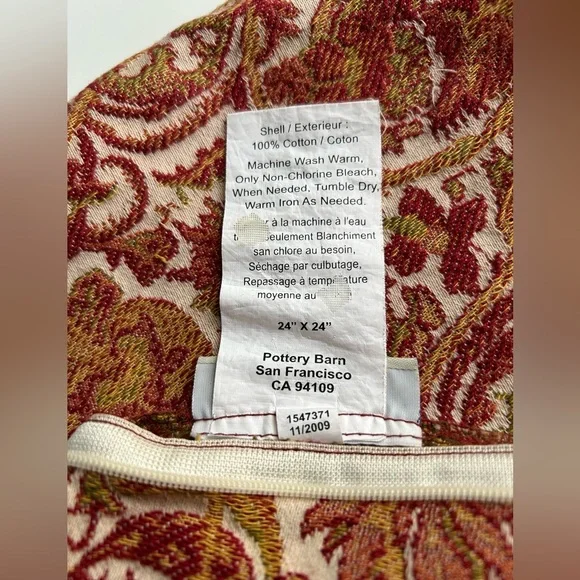 Shell / Exterieur :
100% Cotton / Coton
Machine Wash Warm,
Only Non-Chlorine Bleach,
When Needed, Tumble Dry,
Warm Iron As Needed.
à la machine à l'eau
Blanchiment
san chlore au besoin,
Séchage par culbutage,
Repassage à
moyenne au
24" X 24"
Pottery Barn
San Francisco
CA 94109
1547371
11/2009